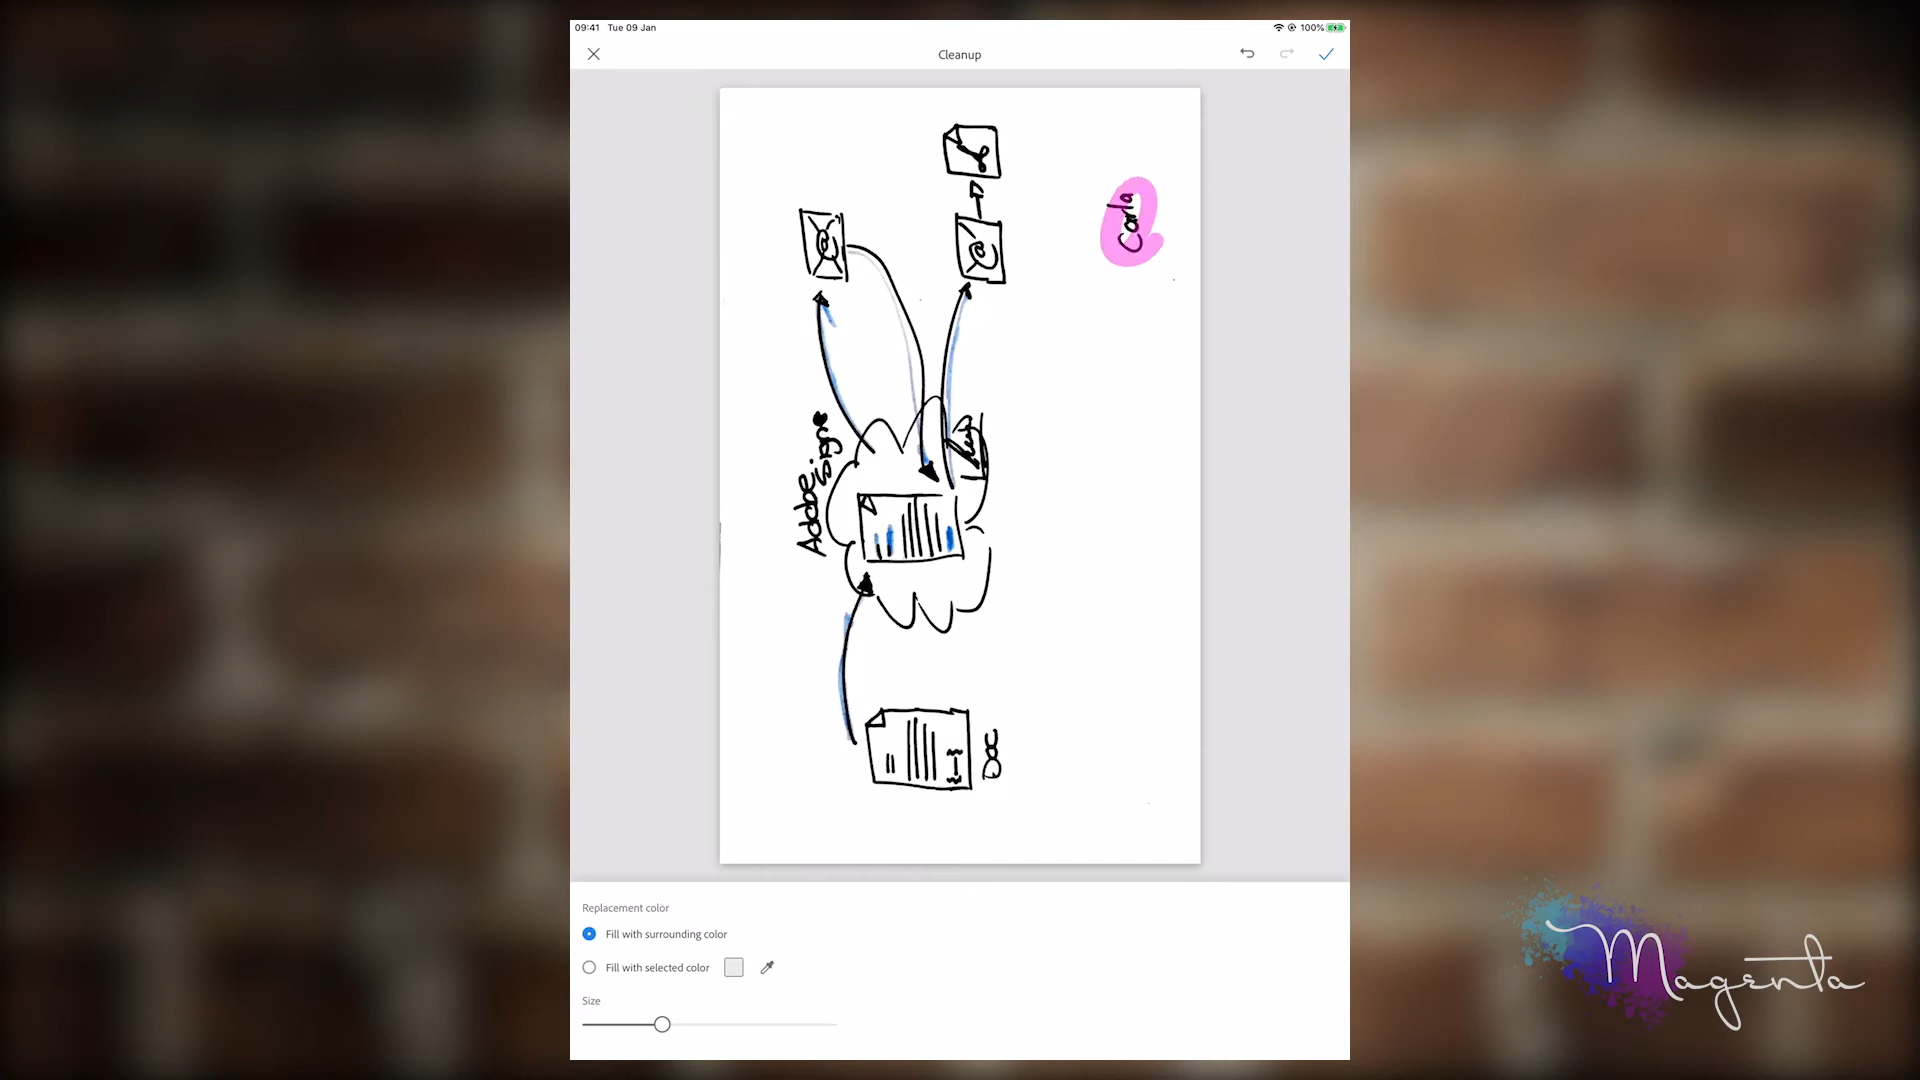 09:41 Tue 09 Jan
100%
Cleanup
Carla
Adobe
Signe
Doc
Replacement color
Fill with surrounding color
Fill with selected color
Size
Magenta